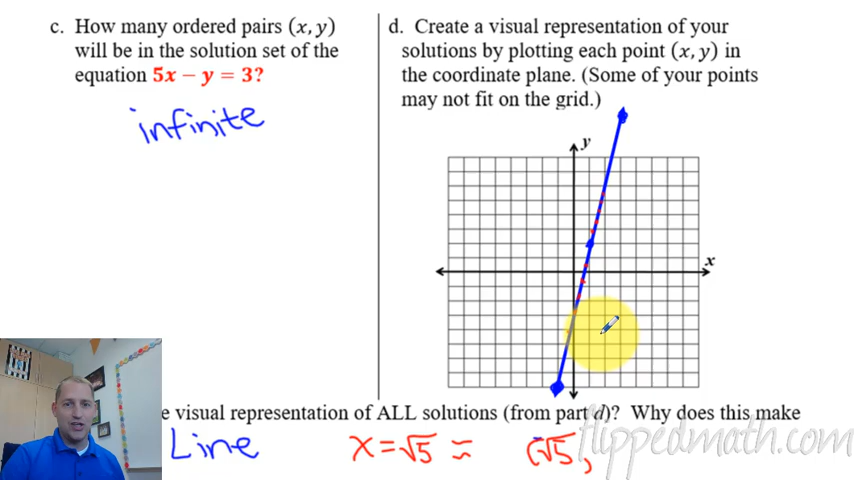 c. How many ordered pairs (x, y)
will be in the solution set of the
equation 5x − y = 3?
infinite
d. Create a visual representation of your
solutions by plotting each point (x, y) in
the coordinate plane. (Some of your points
may not fit on the grid.)
y
x
e visual representation of ALL solutions (from part d)? Why does this make
Line
x = √5 ≈ (√5,
flippedmath.com